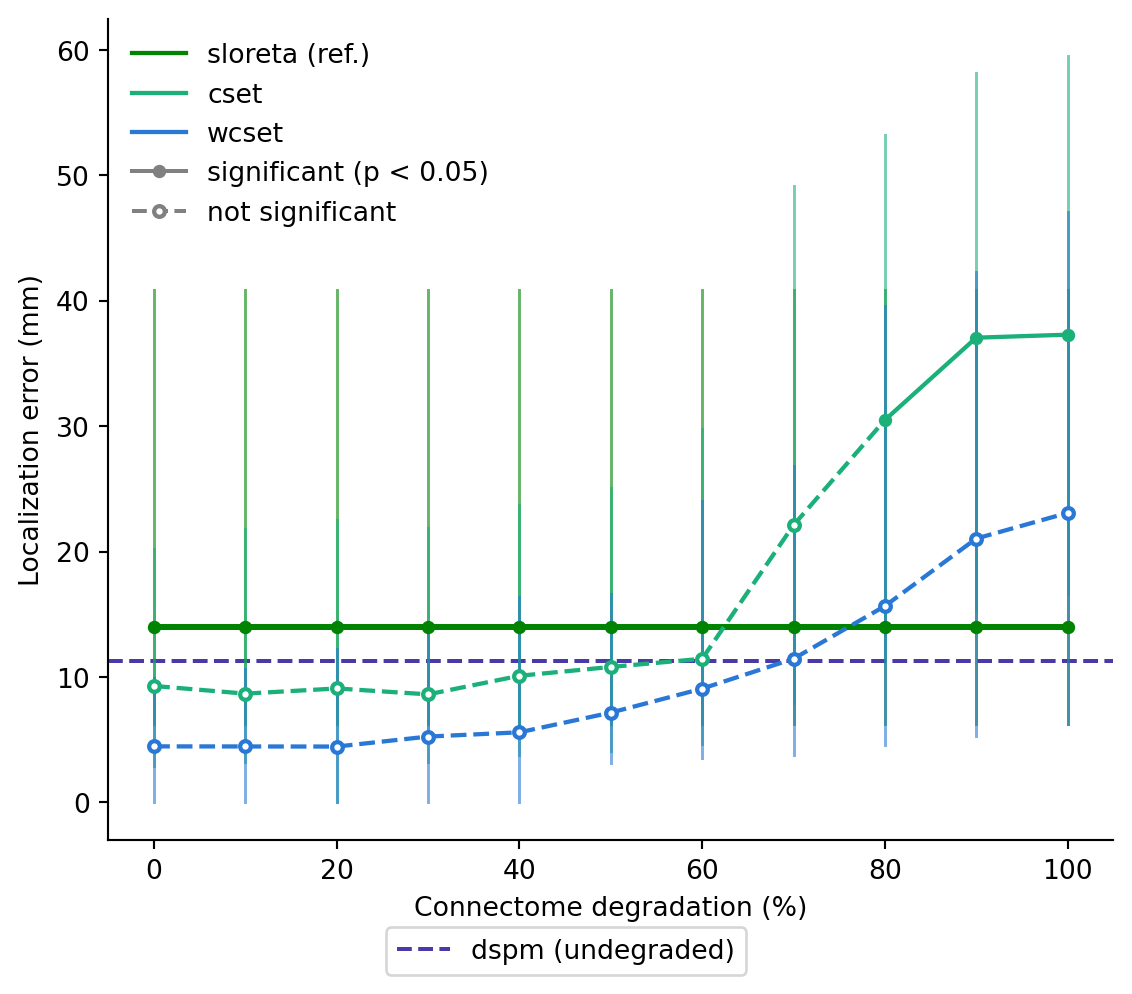 60
50
40
30
20
10
0
Localization error (mm)
sloreta (ref.)
cset
wcset
significant (p < 0.05)
not significant
0 20 40 60 80 100
Connectome degradation (%)
dspm (undegraded)